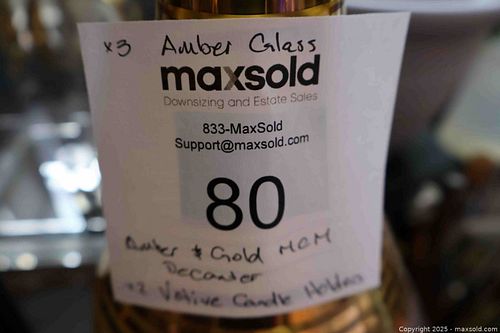 x3 Amber Glass
maxsold
Downsizing and Estate Sales
833-MaxSold
Support@maxsold.com
80
Amber & Gold MCM
Decanter
x2 Votive Candle Holders
Copyright 2025 - maxsold.com